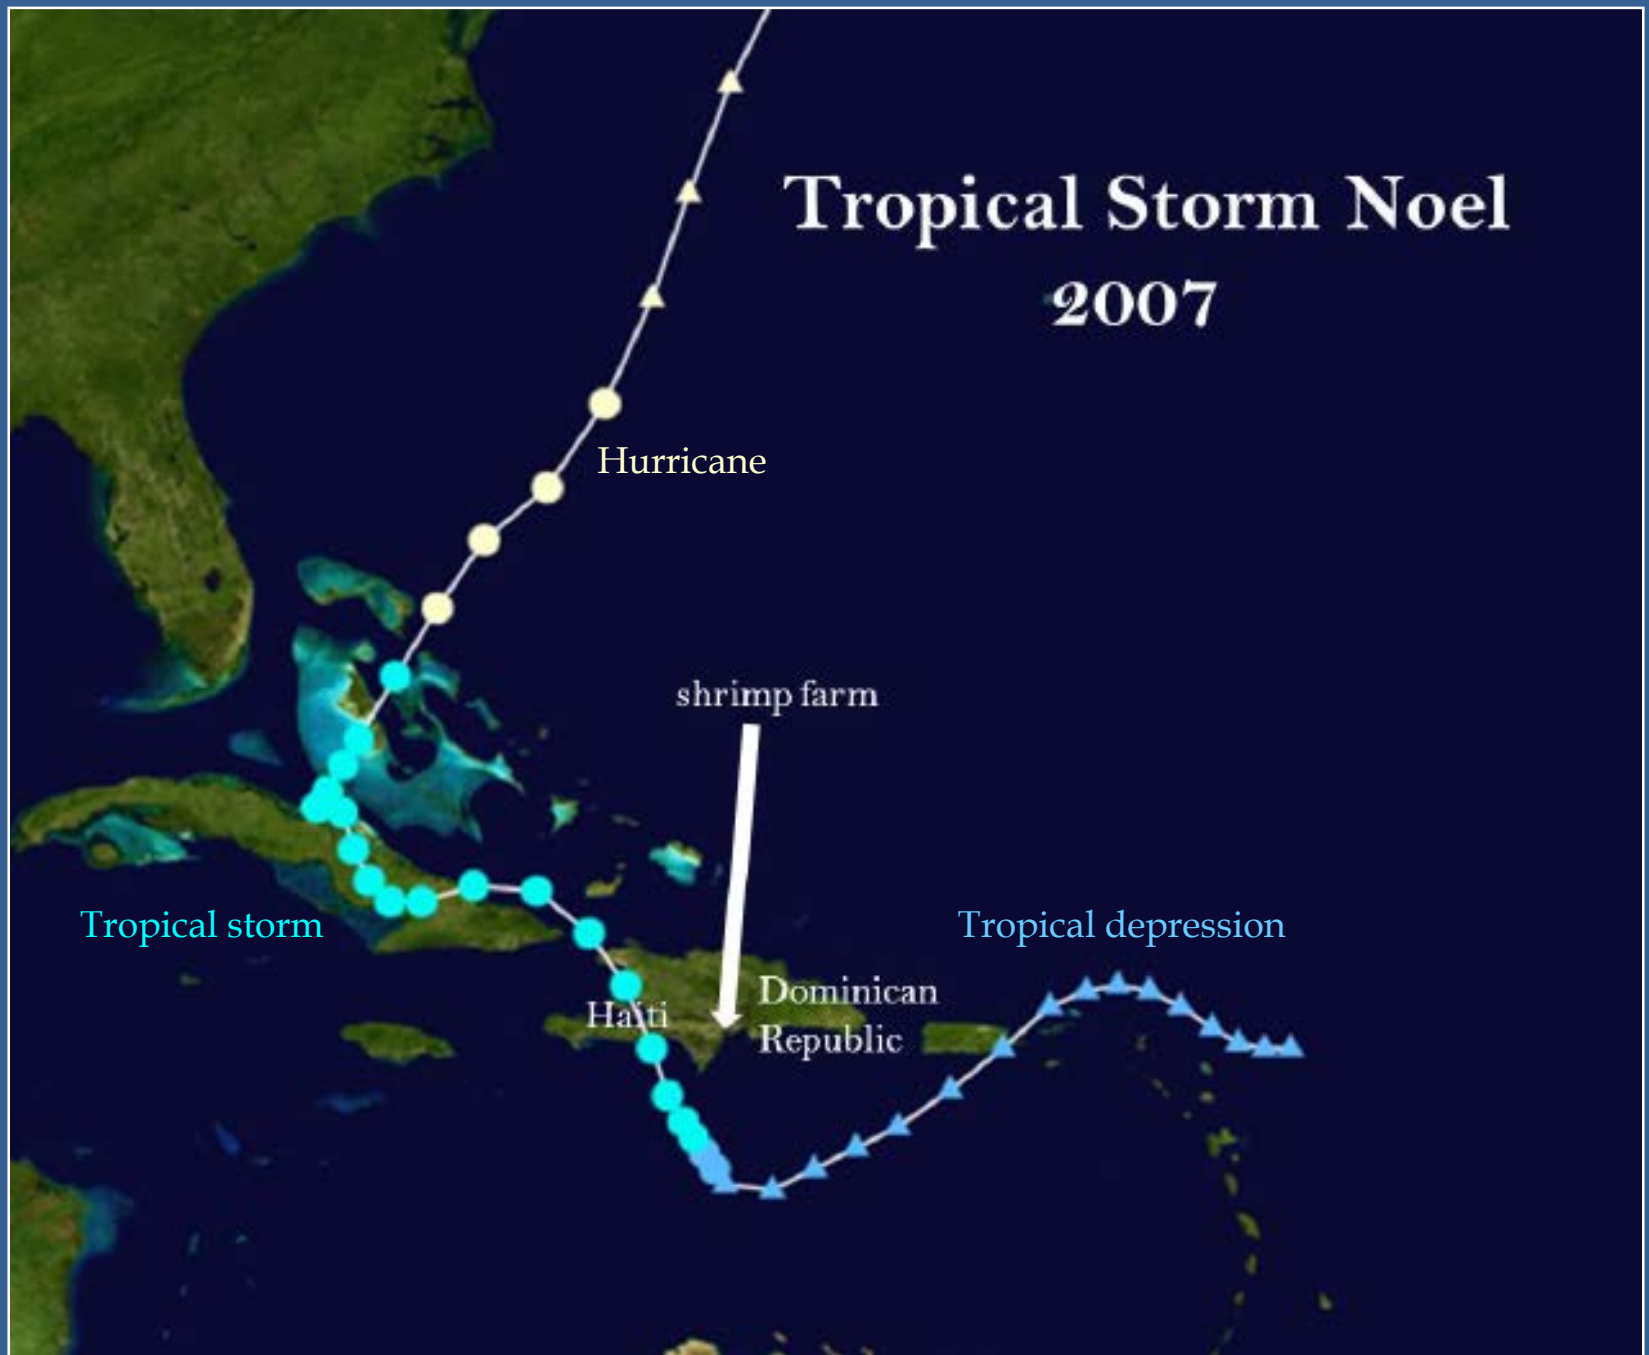 Tropical Storm Noel
2007
Hurricane
shrimp farm
Tropical storm
Tropical depression
Haiti
Dominican
Republic